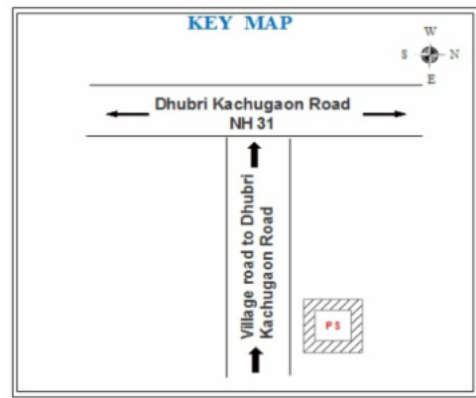 KEY MAP
W
S N
E
Dhubri Kachugaon Road
NH 31
Village road to Dhubri
Kachugaon Road
PS